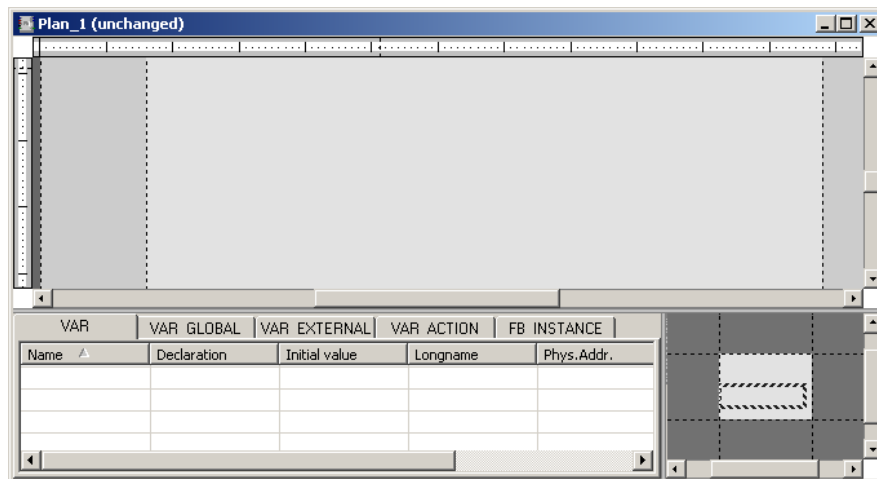 Plan_1 (unchanged)
VAR VAR GLOBAL VAR EXTERNAL VAR ACTION FB INSTANCE
Name Declaration Initial value Longname Phys.Addr.